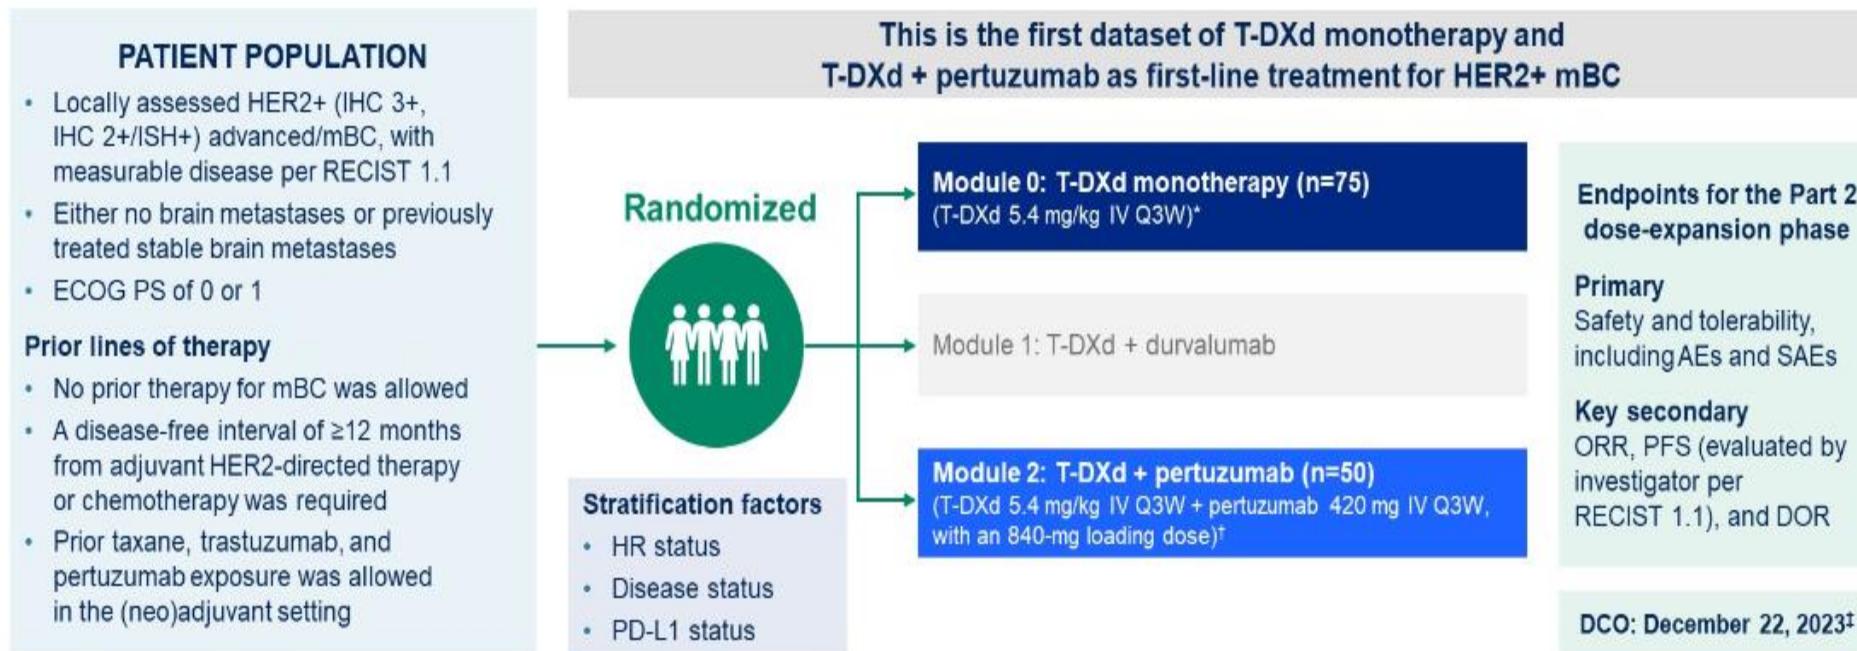 PATIENT POPULATION
• Locally assessed HER2+ (IHC 3+,
IHC 2+/ISH+) advanced/mBC, with
measurable disease per RECIST 1.1
• Either no brain metastases or previously
treated stable brain metastases
• ECOG PS of 0 or 1
Prior lines of therapy
• No prior therapy for mBC was allowed
• A disease-free interval of ≥12 months
from adjuvant HER2-directed therapy
or chemotherapy was required
• Prior taxane, trastuzumab, and
pertuzumab exposure was allowed
in the (neo)adjuvant setting
This is the first dataset of T-DXd monotherapy and
T-DXd + pertuzumab as first-line treatment for HER2+ mBC
Randomized
Stratification factors
• HR status
• Disease status
• PD-L1 status
Module 0: T-DXd monotherapy (n=75)
(T-DXd 5.4 mg/kg IV Q3W)*
Module 1: T-DXd + durvalumab
Module 2: T-DXd + pertuzumab (n=50)
(T-DXd 5.4 mg/kg IV Q3W + pertuzumab 420 mg IV Q3W,
with an 840-mg loading dose)†
Endpoints for the Part 2
dose-expansion phase
Primary
Safety and tolerability,
including AEs and SAEs
Key secondary
ORR, PFS (evaluated by
investigator per
RECIST 1.1), and DOR
DCO: December 22, 2023‡